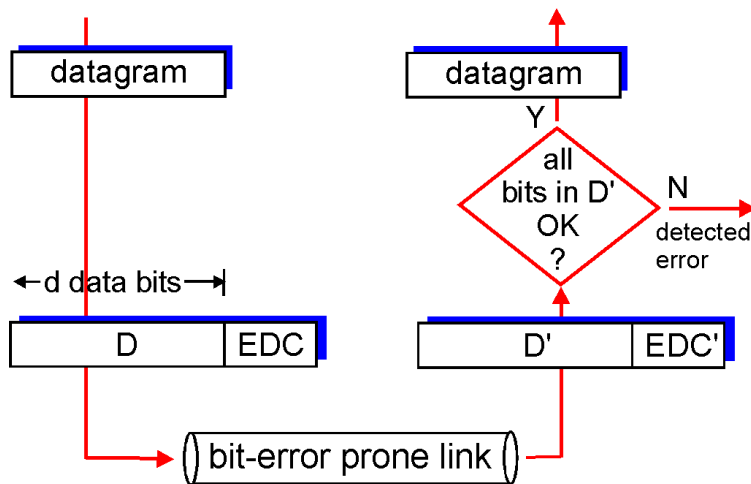 datagram
datagram
Y
all
bits in D'
OK
?
N
detected
error
d data bits
D
EDC
D'
EDC'
bit-error prone link